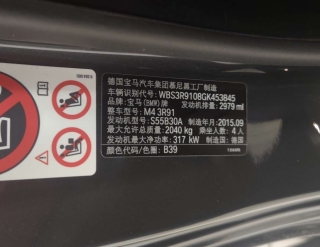 德国宝马汽车集团慕尼黑工厂制造
车辆识别代号: WBS3R9108GK453845
品牌: 宝马(BMW)牌 发动机排量: 2979 ml
整车型号: M4 3R91
发动机型号: S55B30A 制造年月: 2015.09
最大允许总质量: 2040 kg 乘坐人数: 4 人
发动机最大净功率: 317 kW 制造国: 德国
颜色代码/色圈: B39